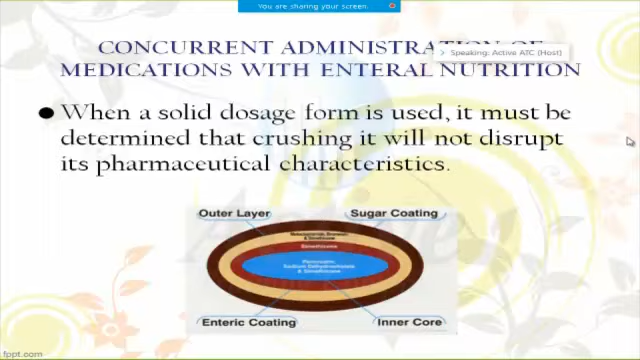 You are sharing your screen.
CONCURRENT ADMINISTRATION OF
Speaking: Active ATC (Host)
MEDICATIONS WITH ENTERAL NUTRITION
When a solid dosage form is used, it must be
determined that crushing it will not disrupt
its pharmaceutical characteristics.
Outer Layer
Sugar Coating
Enteric Coating
Inner Core
fppt.com